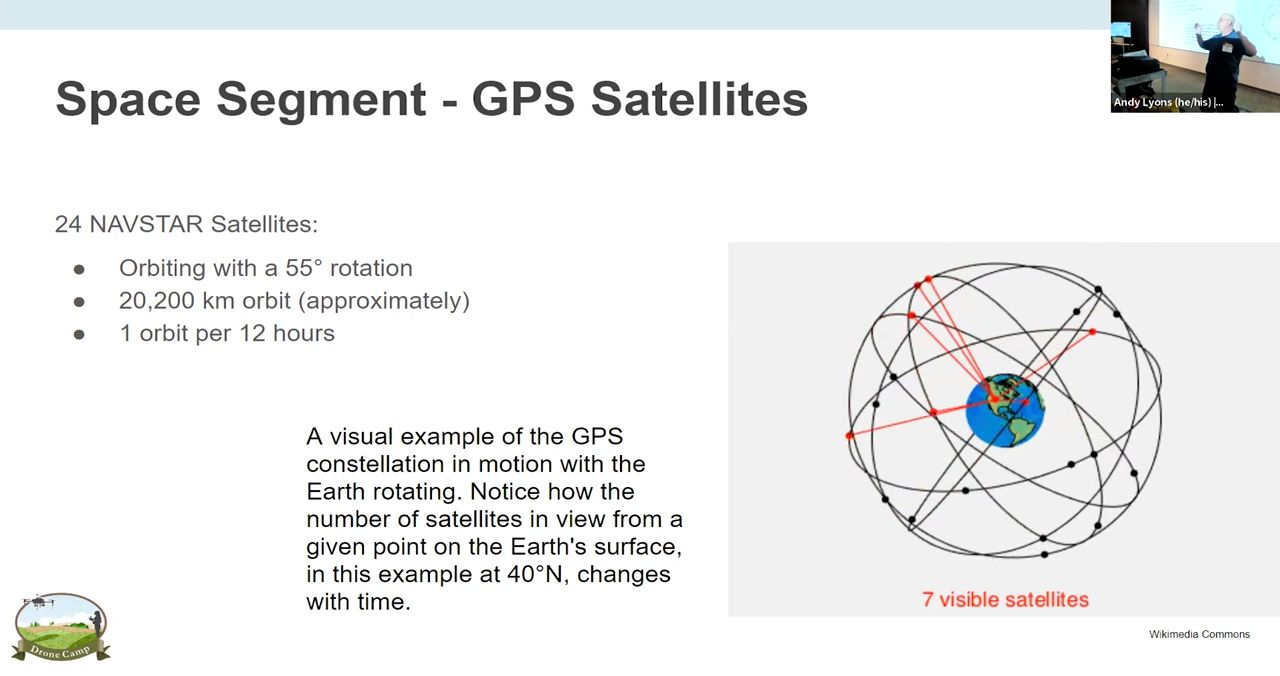 Space Segment - GPS Satellites
Andy Lyons (he/his) |...
24 NAVSTAR Satellites:
● Orbiting with a 55° rotation
● 20,200 km orbit (approximately)
● 1 orbit per 12 hours
A visual example of the GPS
constellation in motion with the
Earth rotating. Notice how the
number of satellites in view from a
given point on the Earth's surface,
in this example at 40°N, changes
with time.
7 visible satellites
Wikimedia Commons
Drone Camp